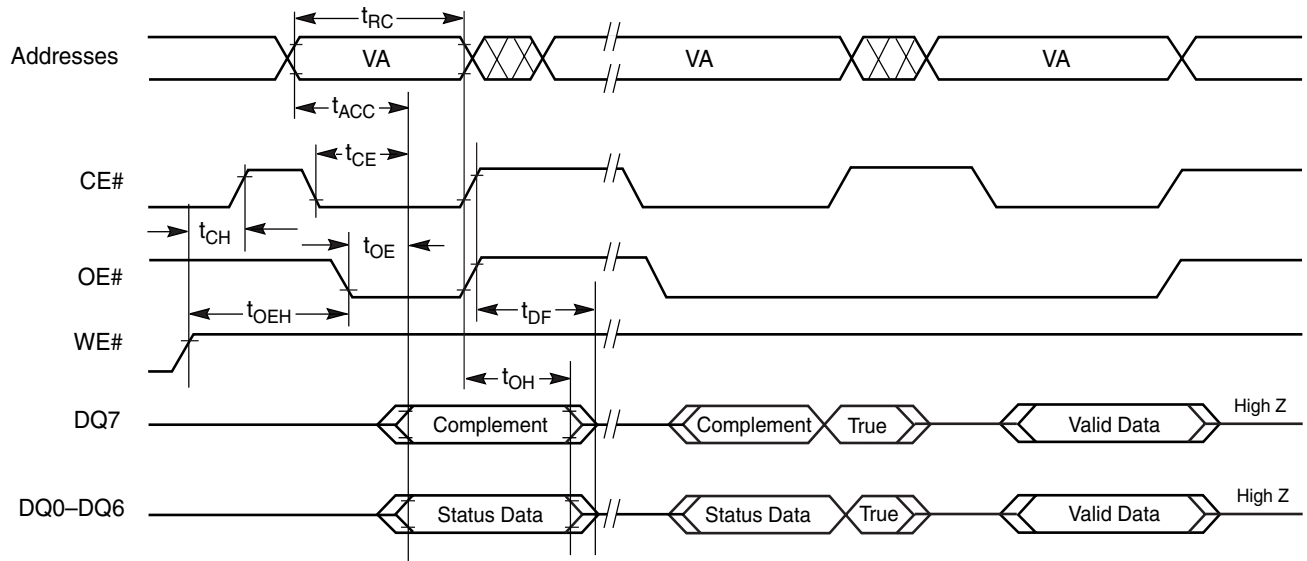 tRC
Addresses VA VA VA
tACC
tCE
CE#
tCH tOE
OE#
tOEH tDF
WE#
tOH
DQ7 Complement Complement True Valid Data High Z
DQ0–DQ6 Status Data Status Data True Valid Data High Z